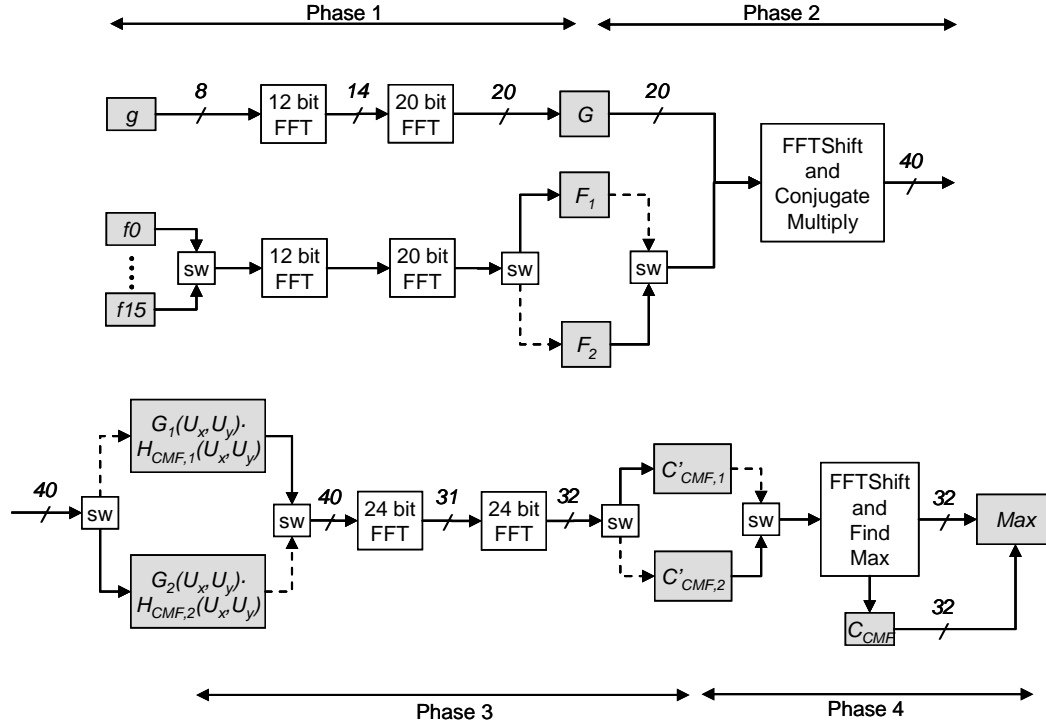 Phase 1
Phase 2
8
14
20
20
g
12 bit
FFT
20 bit
FFT
G
FFTShift
and
Conjugate
Multiply
40
f0
f15
sw
12 bit
FFT
20 bit
FFT
sw
F1
F2
sw
40
sw
G1(Ux,Uy)·
HCMF,1(Ux,Uy)
G2(Ux,Uy)·
HCMF,2(Ux,Uy)
sw
40
24 bit
FFT
31
24 bit
FFT
32
sw
C'CMF,1
C'CMF,2
sw
FFTShift
and
Find
Max
32
Max
CCMF
32
Phase 3
Phase 4